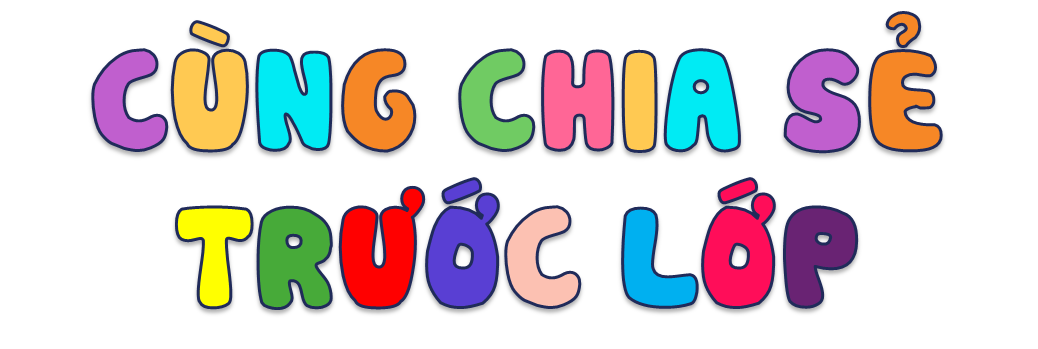 CÙNG CHIA SẺ
TRƯỚC LỚP